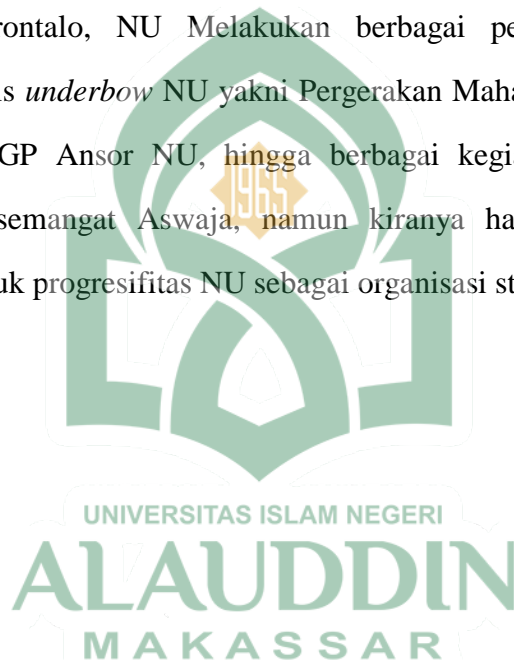 rontalo, NU Melakukan berbagai pe
s underbow NU yakni Pergerakan Maha
GP Ansor NU, hingga berbagai kegia
semangat Aswaja, namun kiranya ha
uk progresifitas NU sebagai organisasi st
1965
UNIVERSITAS ISLAM NEGERI
ALAUDDIN
MAKASSAR